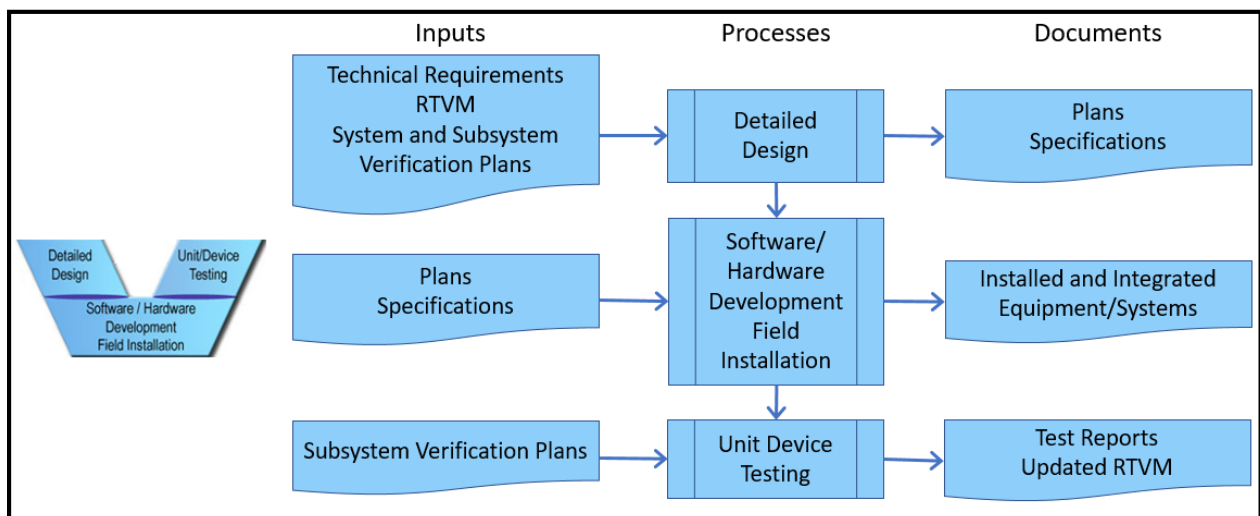 Inputs
Processes
Documents
Technical Requirements
RTVM
System and Subsystem
Verification Plans
Detailed
Design
Plans
Specifications
Detailed
Design
Unit/Device
Testing
Software / Hardware
Development
Field Installation
Plans
Specifications
Software/
Hardware
Development
Field
Installation
Installed and Integrated
Equipment/Systems
Subsystem Verification Plans
Unit Device
Testing
Test Reports
Updated RTVM